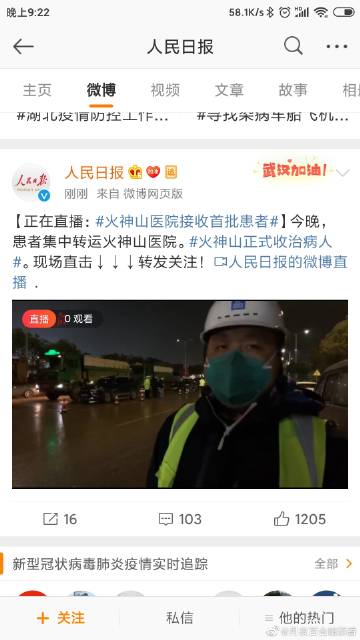 晚上9:22
58.1K/s
人民日报
主页 微博 视频 文章 故事 相册
#湖北疫情防控工作... #寻找染病车船飞机...
人民日报
武汉加油!
人民日报
刚刚 来自 微博网页版
【正在直播:#火神山医院接收首批患者#】今晚,
患者集中转运火神山医院。#火神山正式收治病人
#。现场直击↓↓↓转发关注!人民日报的微博直
播 .
直播 0 观看
16
103
1205
新型冠状病毒肺炎疫情实时追踪
全部
+ 关注
私信
他的热门